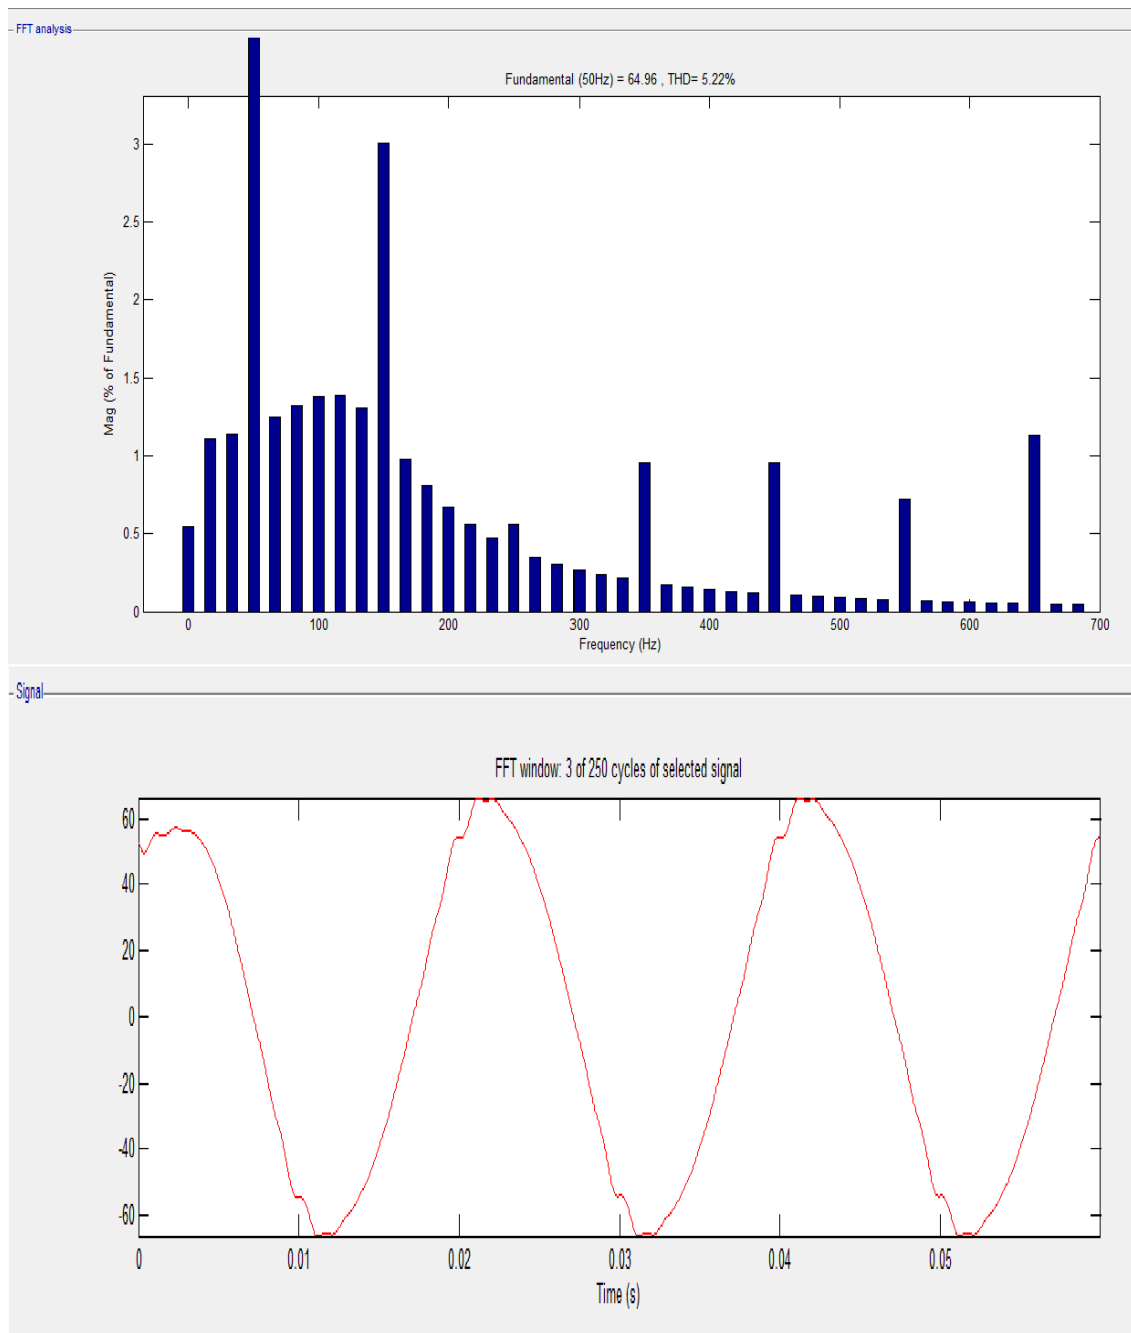 FFT analysis
Fundamental (50Hz) = 64.96 , THD= 5.22%
3
2.5
2
1.5
1
0.5
0
Mag (% of Fundamental)
0 100 200 300 400 500 600 700
Frequency (Hz)
Signal
FFT window: 3 of 250 cycles of selected signal
60
40
20
0
-20
-40
-60
0 0.01 0.02 0.03 0.04 0.05
Time (s)